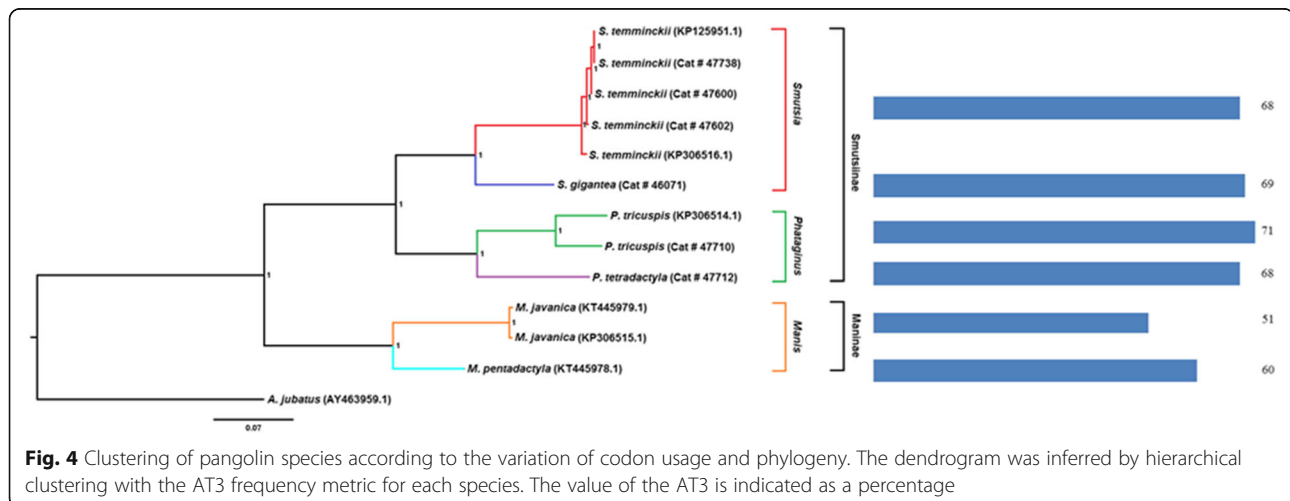 S. temminckii (KP125951.1)
1
S. temminckii (Cat # 47738)
1
S. temminckii (Cat # 47600)
1
S. temminckii (Cat # 47602)
1
S. temminckii (KP306516.1)
1
S. gigantea (Cat # 46071)
1
P. tricuspis (KP306514.1)
1
P. tricuspis (Cat # 47710)
1
P. tetradactyla (Cat # 47712)
1
M. javanica (KT445979.1)
1
M. javanica (KP306515.1)
1
M. pentadactyla (KT445978.1)
A. jubatus (AY463959.1)
0.07
Smutsia
Phataginus
Manis
Smutsiinae
Maninae
68
69
71
68
51
60
Fig. 4 Clustering of pangolin species according to the variation of codon usage and phylogeny. The dendrogram was inferred by hierarchical
clustering with the AT3 frequency metric for each species. The value of the AT3 is indicated as a percentage